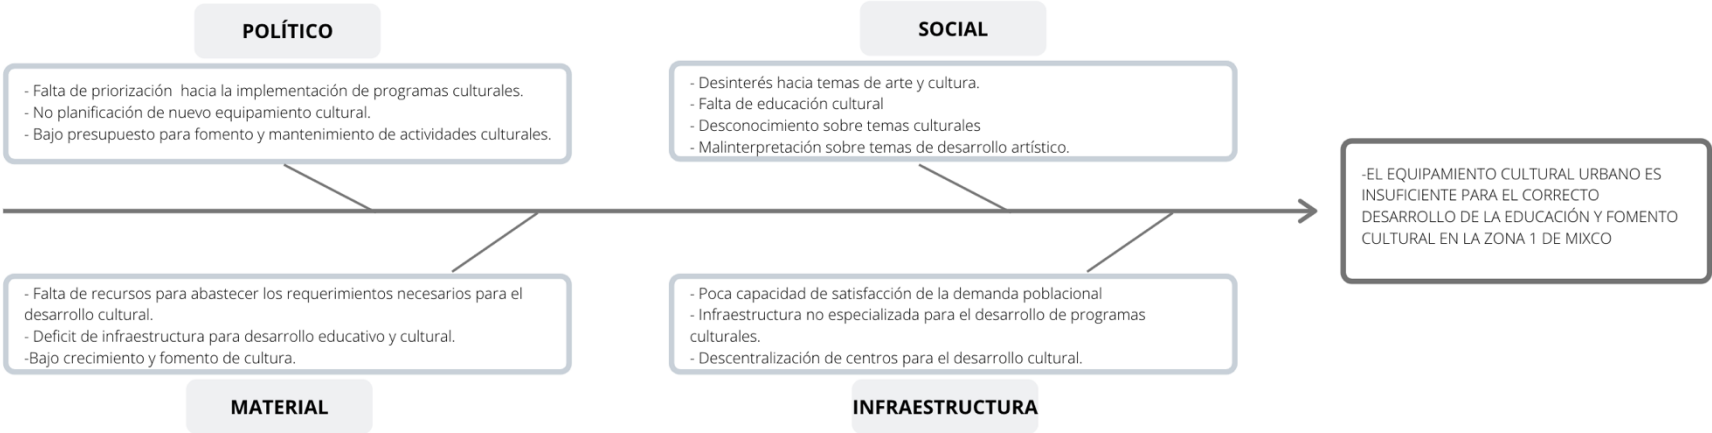 POLÍTICO
- Falta de priorización  hacia la implementación de programas culturales.
- No planificación de nuevo equipamiento cultural.
- Bajo presupuesto para fomento y mantenimiento de actividades culturales.
SOCIAL
- Desinterés hacia temas de arte y cultura.
- Falta de educación cultural
- Desconocimiento sobre temas culturales
- Malinterpretación sobre temas de desarrollo artístico.
-EL EQUIPAMIENTO CULTURAL URBANO ES
INSUFICIENTE PARA EL CORRECTO
DESARROLLO DE LA EDUCACIÓN Y FOMENTO
CULTURAL EN LA ZONA 1 DE MIXCO
- Falta de recursos para abastecer los requerimientos necesarios para el
desarrollo cultural.
- Deficit de infraestructura para desarrollo educativo y cultural.
-Bajo crecimiento y fomento de cultura.
MATERIAL
- Poca capacidad de satisfacción de la demanda poblacional
- Infraestructura no especializada para el desarrollo de programas
culturales.
- Descentralización de centros para el desarrollo cultural.
INFRAESTRUCTURA